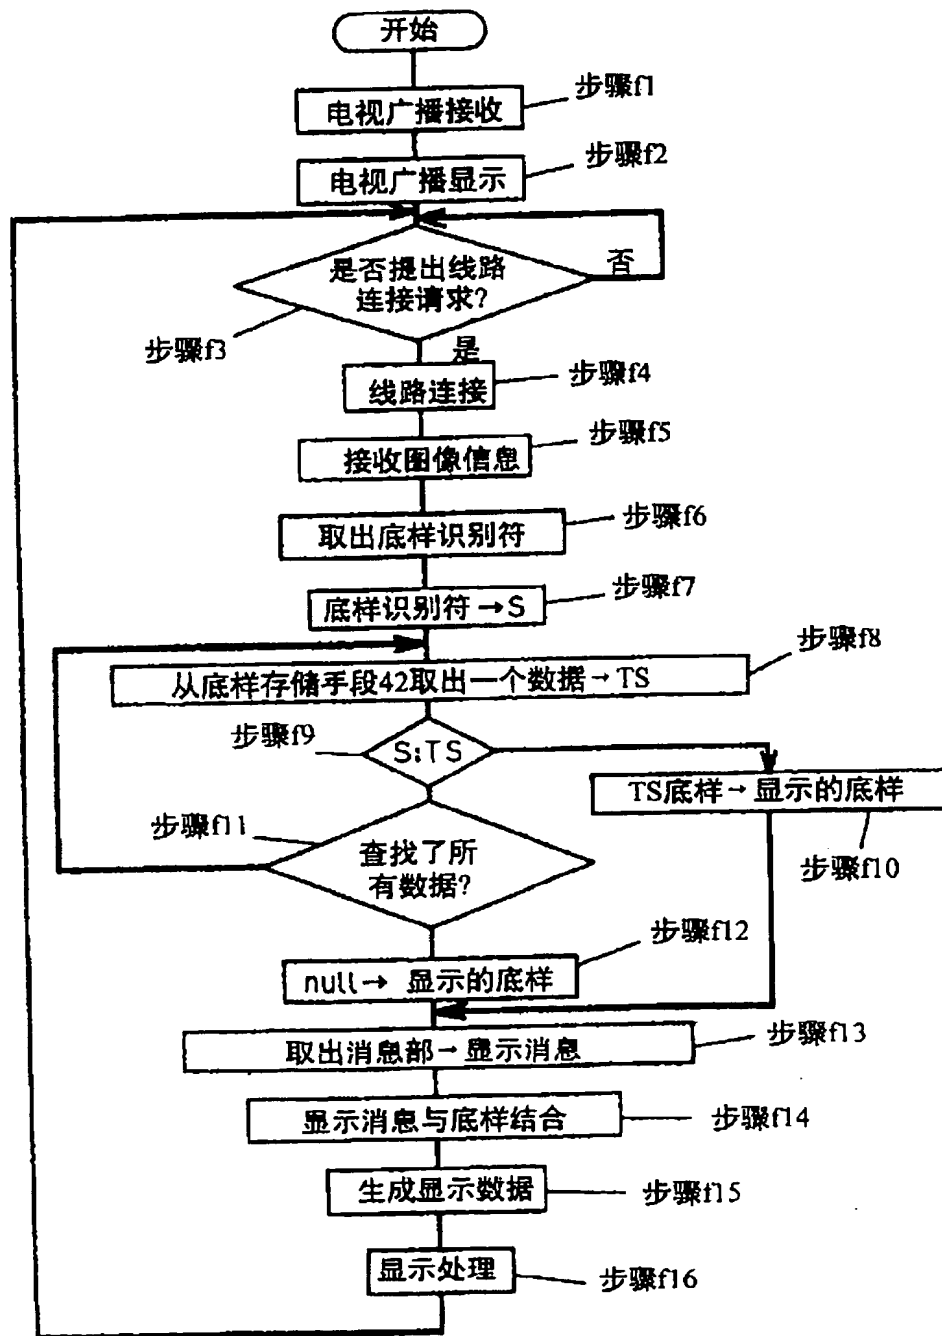 开始
电视广播接收
步骤f1
电视广播显示
步骤f2
是否提出线路
连接请求?
否
步骤f3
是
线路连接
步骤f4
接收图像信息
步骤f5
取出底样识别符
步骤f6
底样识别符→S
步骤f7
从底样存储手段42取出一个数据→TS
步骤f8
步骤f9
S:TS
TS底样→显示的底样
步骤f10
步骤f11
查找了所
有数据?
步骤f12
null→ 显示的底样
取出消息部→显示消息
步骤f13
显示消息与底样结合
步骤f14
生成显示数据
步骤f15
显示处理
步骤f16